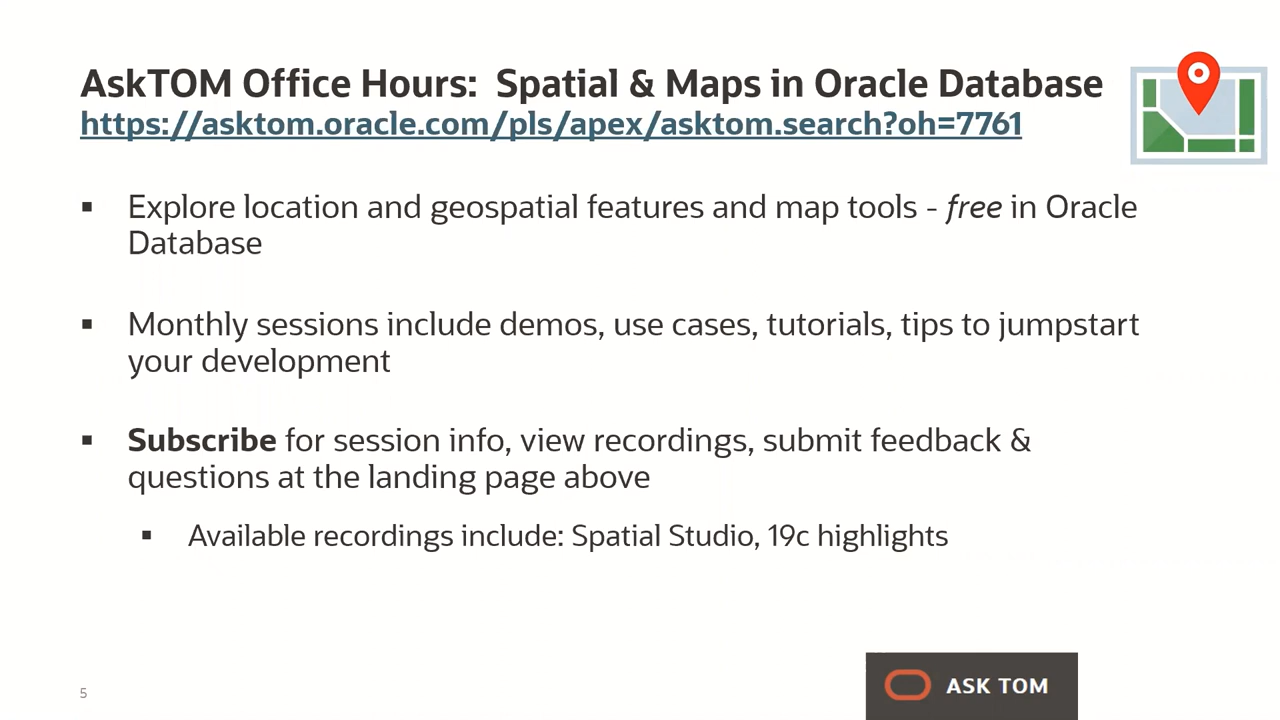 AskTOM Office Hours: Spatial & Maps in Oracle Database
https://asktom.oracle.com/pls/apex/asktom.search?oh=7761
▪ Explore location and geospatial features and map tools - free in Oracle
Database
▪ Monthly sessions include demos, use cases, tutorials, tips to jumpstart
your development
▪ Subscribe for session info, view recordings, submit feedback &
questions at the landing page above
▪ Available recordings include: Spatial Studio, 19c highlights
5
ASK TOM